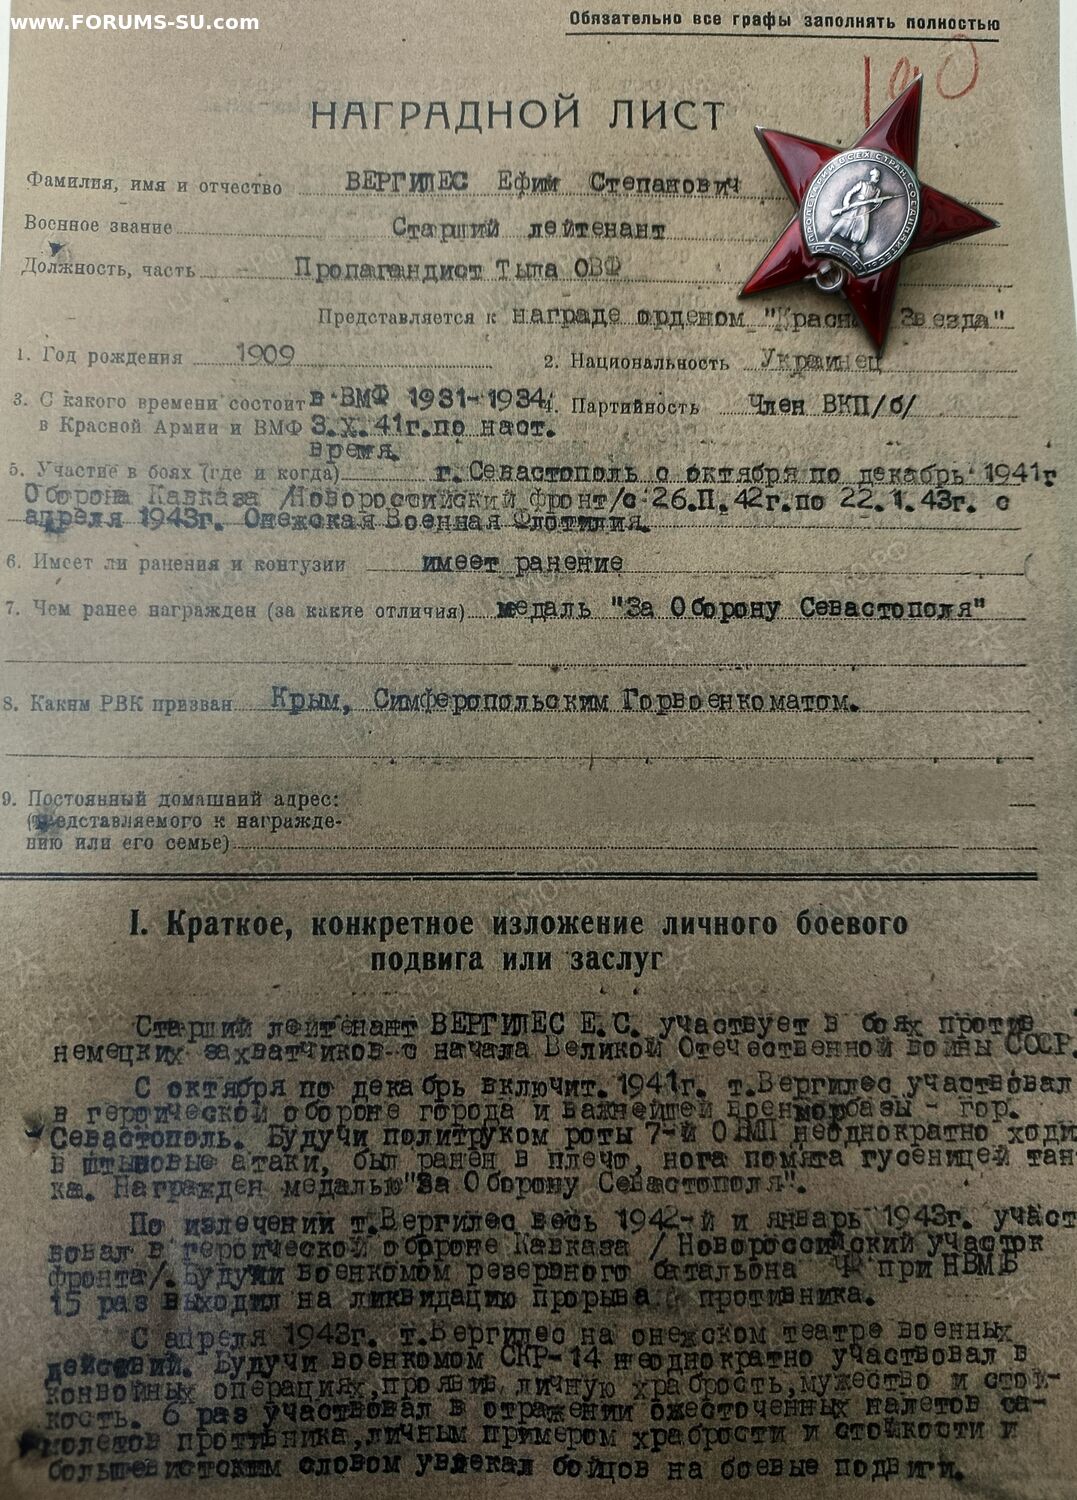 www.FORUMS-SU.com
Обязательно все графы заполнять полностью
НАГРАДНОЙ ЛИСТ
Фамилия, имя и отчество ВЕРГИЛЕС Ефим Степанович
Военное звание Старший лейтенант
Должность, часть Пропагандист Тыла ОВФ
Представляется к награде орденом "Красн Звезда"
1. Год рождения 1909 2. Национальность Украинец
3. С какого времени состоит в ВМФ 1931-1934 4. Партийность Член ВКП/б/
в Красной Армии и ВМФ 3.X.41г.по наст.
время.
5. Участие в боях (где и когда) г. Севастополь с октября по декабрь 1941г
Оборона Кавказа /Новороссийский фронт/с 26.П.42г.по 22.1.43г. с
апреля 1943г. Онежская Военная Флотилия.
6. Имеет ли ранения и контузии имеет ранение
7. Чем ранее награжден (за какие отличия) медаль "За Оборону Севастополя"
8. Каким РВК призван Крым, Симферопольским Горвоенкоматом.
9. Постоянный домашний адрес:
(представляемого к награжде-
нию или его семье)
I. Краткое, конкретное изложение личного боевого
подвига или заслуг
Старший лейтенант ВЕРГИЛЕС Е.С. участвует в боях против
немецких захватчиков с начала Великой Отечественной войны СССР.
С октября по декабрь включит. 1941г. т.Вергилес участвовал
в героической обороне города и важнейшей военморбазы - гор.
Севастополь. Будучи политруком роты 7-й ОБМП неоднократно ходи
в штыковые атаки, был ранен в плечо, нога помята гусеницей тан
ка. Награжден медалью"За Оборону Севастополя".
По излечении т.Вергилес весь 1942-й и январь 1943г. участ
вовал в героической обороне Кавказа /Новороссийский участок
фронта/. Будучи военкомом резервного батальона при НВМБ
15 раз выходил на ликвидацию прорыва противника.
С апреля 1943г. т.Вергилес на онежском театре военных
действий. Будучи военкомом СКР-14 неоднократно участвовал в
конвойных операциях,проявив личную храбрость,мужество и стой-
кость. 6 раз участвовал в отражении ожесточенных налетов са-
молетов противника,личным примером храбрости и стойкости и
большевистским словом увлекал бойцов на боевые подвиги.
ПРОЛЕТАРИИ ВСЕХ СТРАН, СОЕДИНЯЙТЕСЬ!
СССР